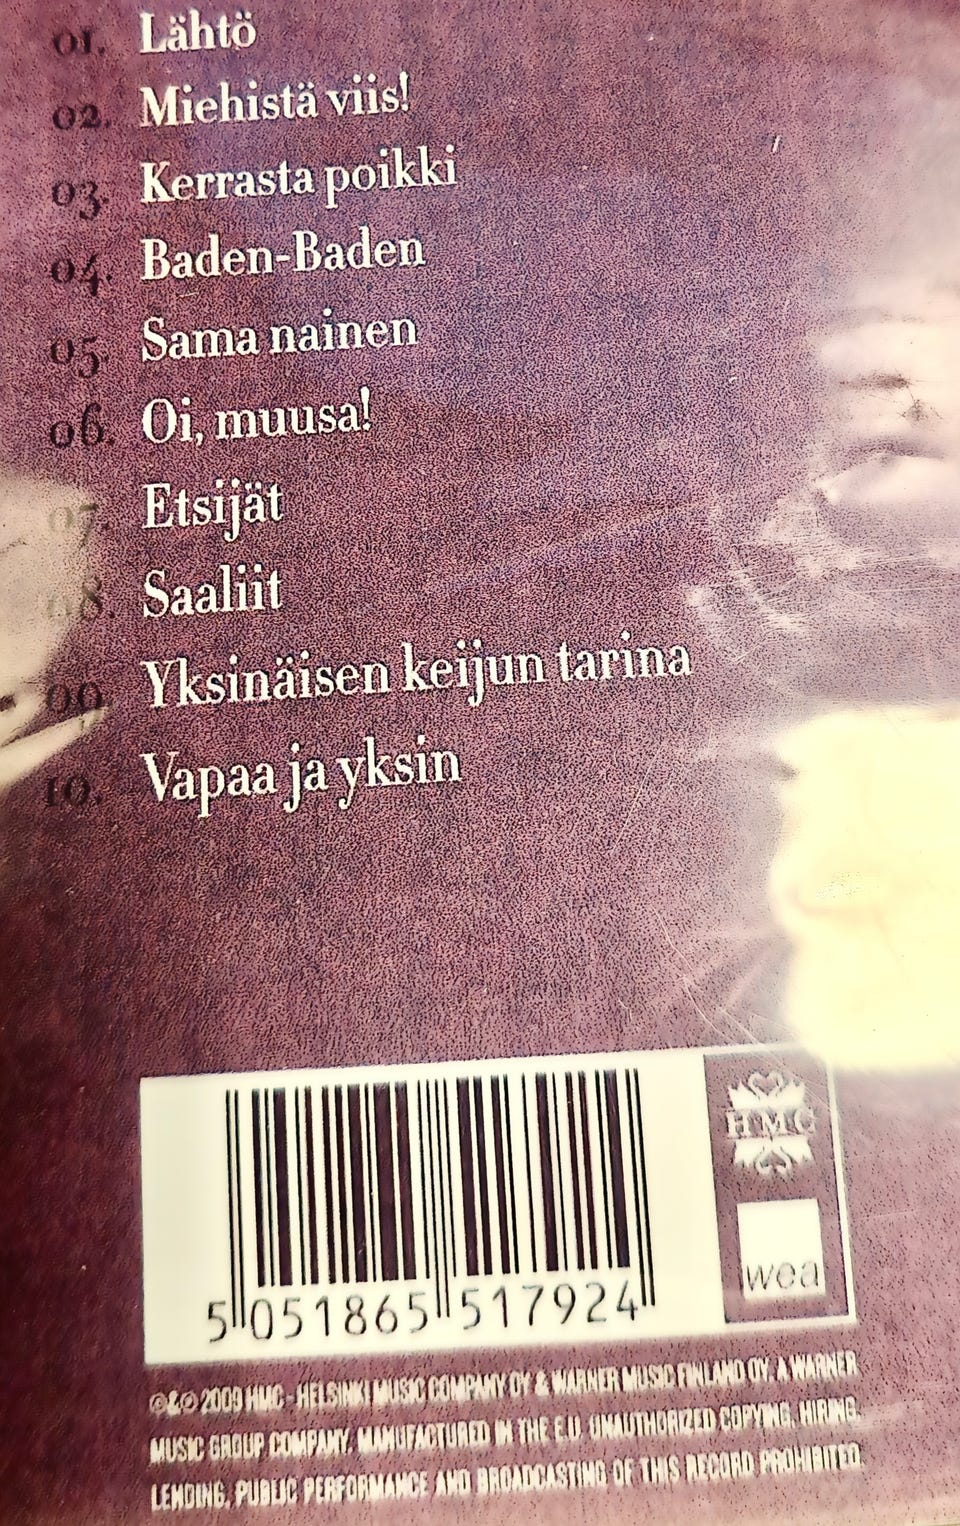 01. Lähtö
02. Miehistä viis!
03. Kerrasta poikki
04. Baden-Baden
05. Sama nainen
06. Oi, muusa!
07. Etsijät
08. Saaliit
09. Yksinäisen keijun tarina
10. Vapaa ja yksin
HMC
wea
5 051865 517924
℗&© 2009 HMC - HELSINKI MUSIC COMPANY OY & WARNER MUSIC FINLAND OY. A WARNER
MUSIC GROUP COMPANY. MANUFACTURED IN THE E.U. UNAUTHORIZED COPYING, HIRING,
LENDING, PUBLIC PERFORMANCE AND BROADCASTING OF THIS RECORD PROHIBITED.